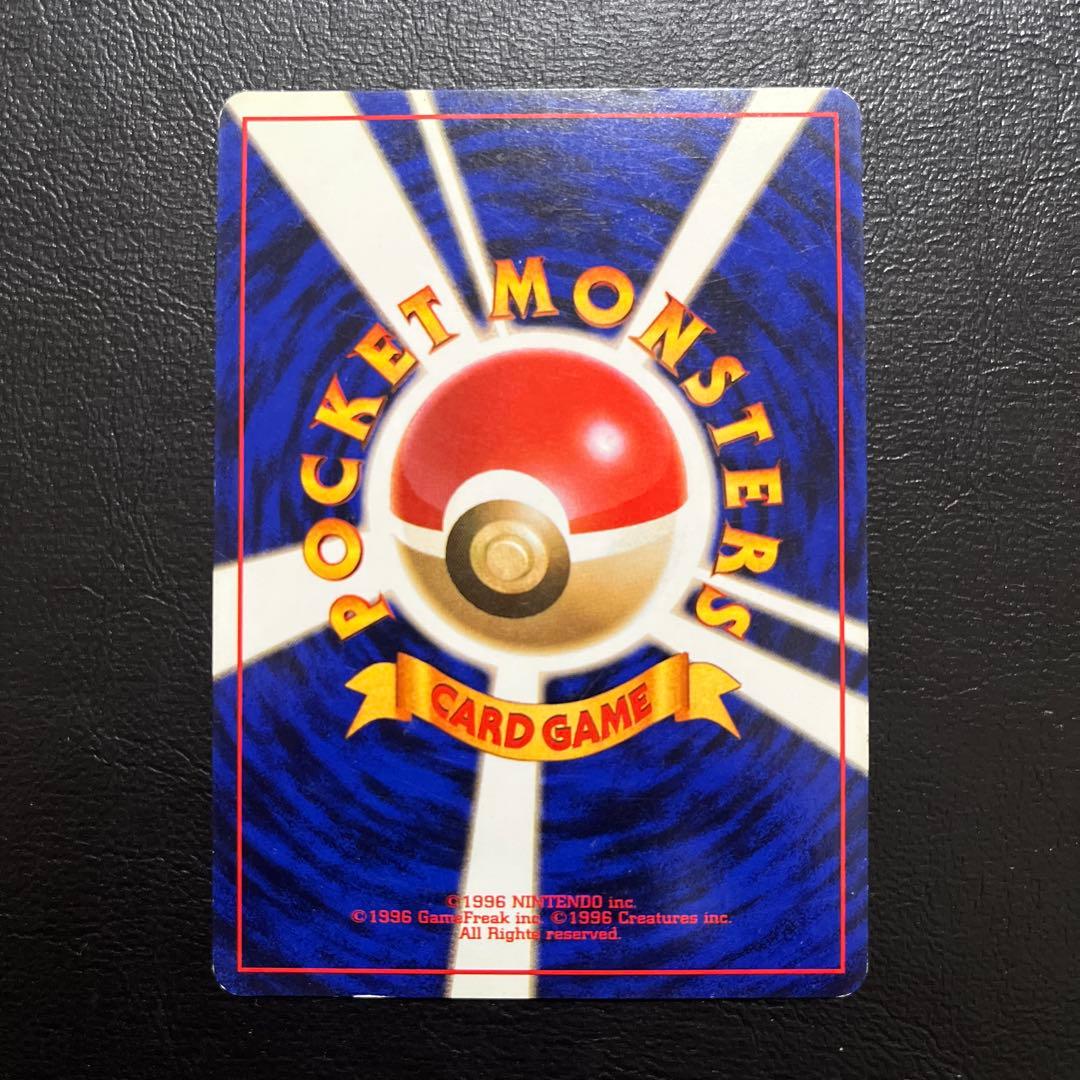 POCKET MONSTERS
CARD GAME
©1996 NINTENDO inc.
©1996 GameFreak inc. ©1996 Creatures inc.
All Rights reserved.